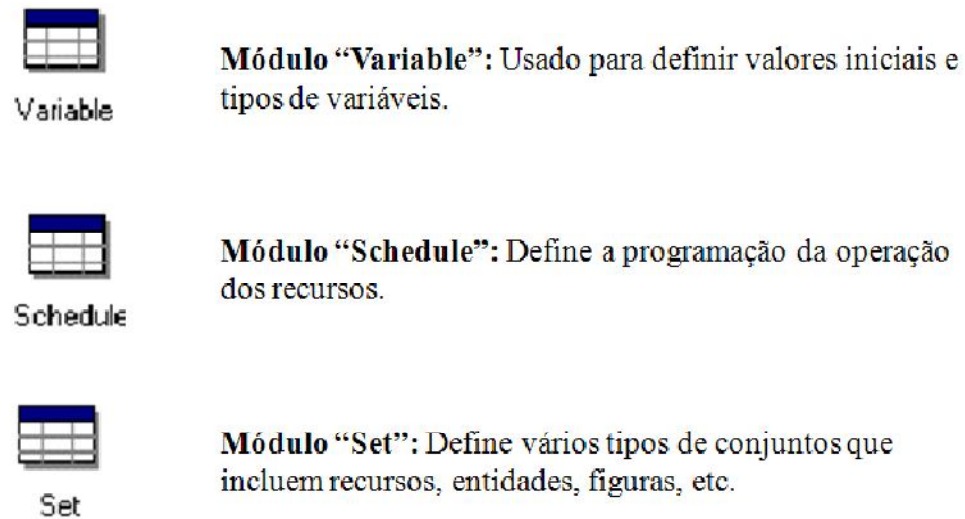 Módulo “Variable”: Usado para definir valores iniciais e
tipos de variáveis.
Variable
Módulo “Schedule”: Define a programação da operação
dos recursos.
Schedule
Módulo “Set”: Define vários tipos de conjuntos que
incluem recursos, entidades, figuras, etc.
Set